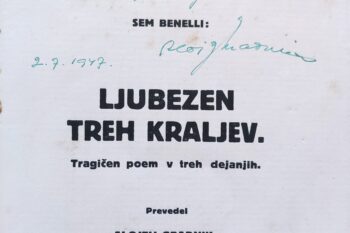 SEM BENELLI:
2.7.1947.
LJUBEZEN
TREH KRALJEV.
Tragičen poem v treh dejanjih.
Prevedel